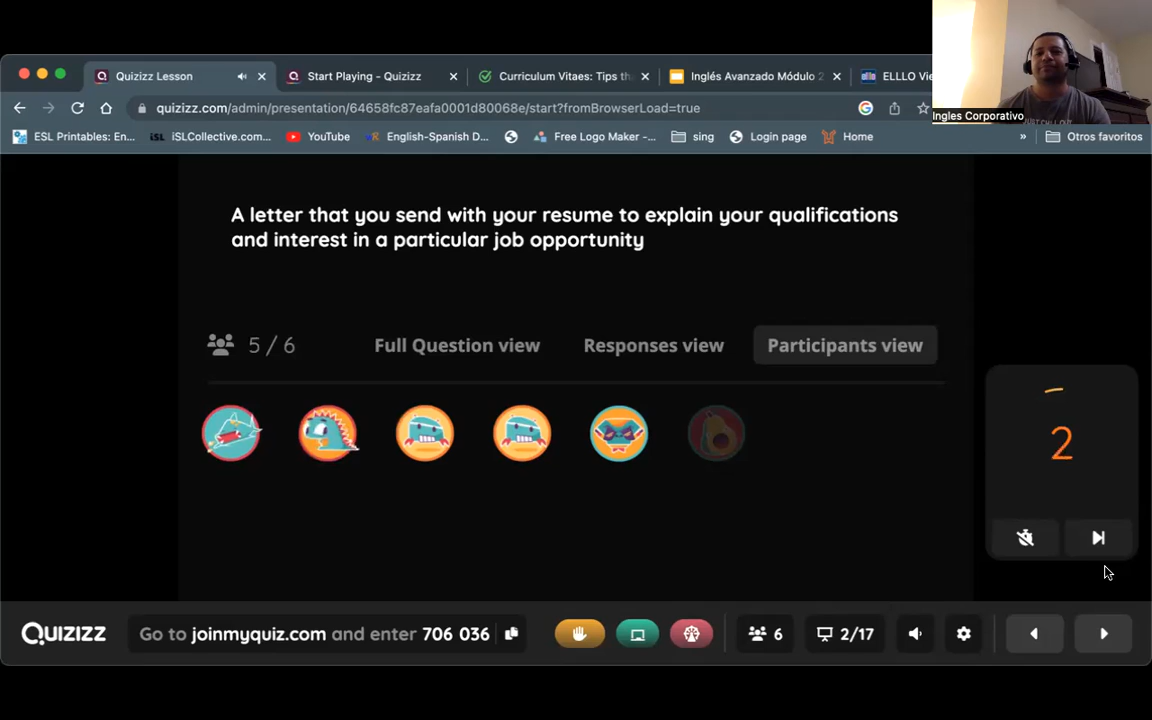 Quizizz Lesson
Start Playing - Quizizz
Curriculum Vitaes: Tips th
Inglés Avanzado Módulo 2
ELLLO Vie
Ingles Corporativo
quizizz.com/admin/presentation/64658fc87eafa0001d80068e/start?fromBrowserLoad=true
ESL Printables: En...
iSL iSLCollective.com...
YouTube
English-Spanish D...
Free Logo Maker -...
sing
Login page
Home
»
Otros favoritos
A letter that you send with your resume to explain your qualifications
and interest in a particular job opportunity
5 / 6
Full Question view
Responses view
Participants view
2
QUIZIZZ
Go to joinmyquiz.com and enter 706 036
6
2/17